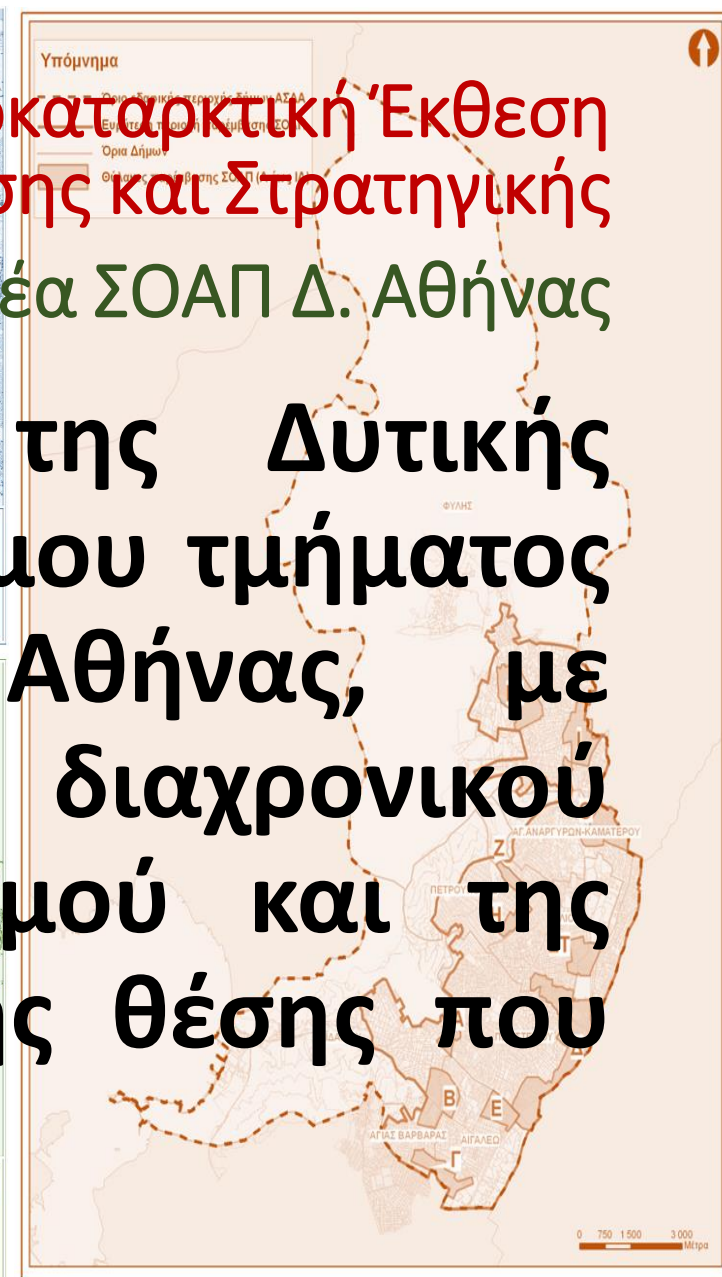 Υπόμνημα
Όρια Δήμων
οκαταρκτική Έκθεση
σης και Στρατηγικής
έα ΣΟΑΠ Δ. Αθήνας
της Δυτικής
ΦΥΛΗΣ
μου τμήματος
Αθήνας, με
διαχρονικού
ΑΓ.ΑΝΑΡΓΥΡΩΝ-ΚΑΜΑΤΕΡΟΥ
Ζ
μού και της
Τ
ής θέσης που
Β Ε
ΑΓΙΑΣ ΒΑΡΒΑΡΑΣ ΑΙΓΑΛΕΩ
Γ
0 750 1 500 3 000
Μέτρα